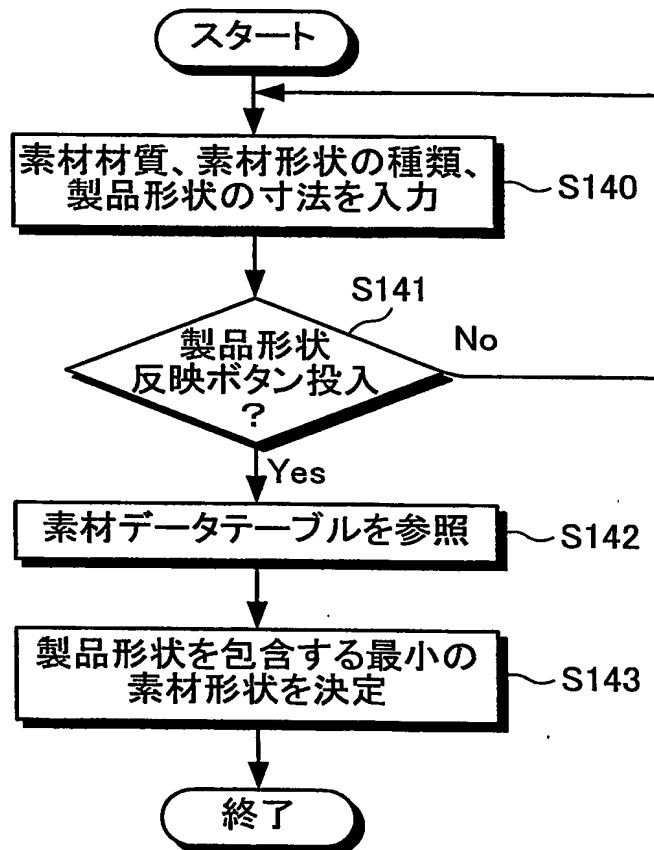 スタート
素材材質、素材形状の種類、
製品形状の寸法を入力
S140
S141
製品形状
反映ボタン投入
?
No
Yes
素材データテーブルを参照
S142
製品形状を包含する最小の
素材形状を決定
S143
終了